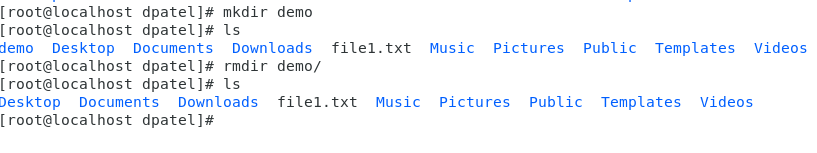 [root@localhost dpatel]# mkdir demo
[root@localhost dpatel]# ls
demo  Desktop  Documents  Downloads  file1.txt  Music  Pictures  Public  Templates  Videos
[root@localhost dpatel]# rmdir demo/
[root@localhost dpatel]# ls
Desktop  Documents  Downloads  file1.txt  Music  Pictures  Public  Templates  Videos
[root@localhost dpatel]#